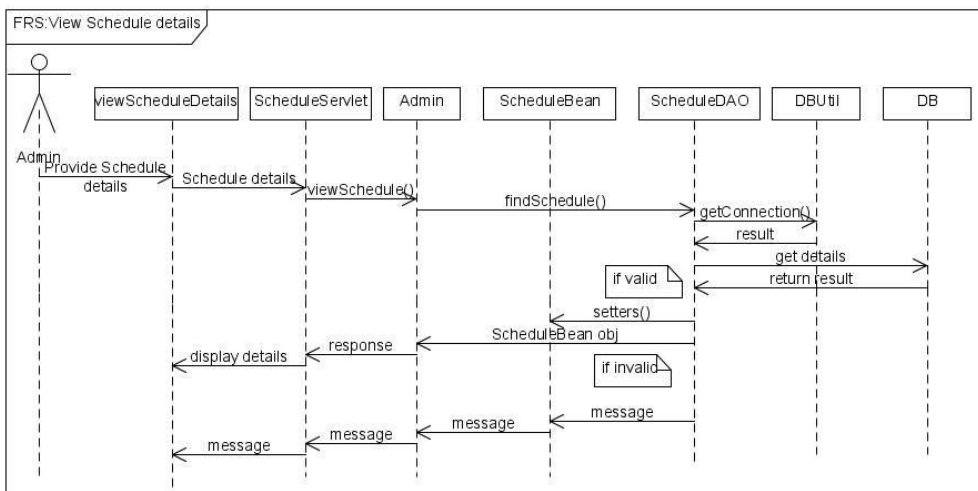 FRS:View Schedule details
viewScheduleDetails
ScheduleServlet
Admin
ScheduleBean
ScheduleDAO
DBUtil
DB
Admin
Provide Schedule
details
Schedule details
viewSchedule()
findSchedule()
getConnection()
result
get details
if valid
return result
setters()
ScheduleBean obj
response
display details
if invalid
message
message
message
message